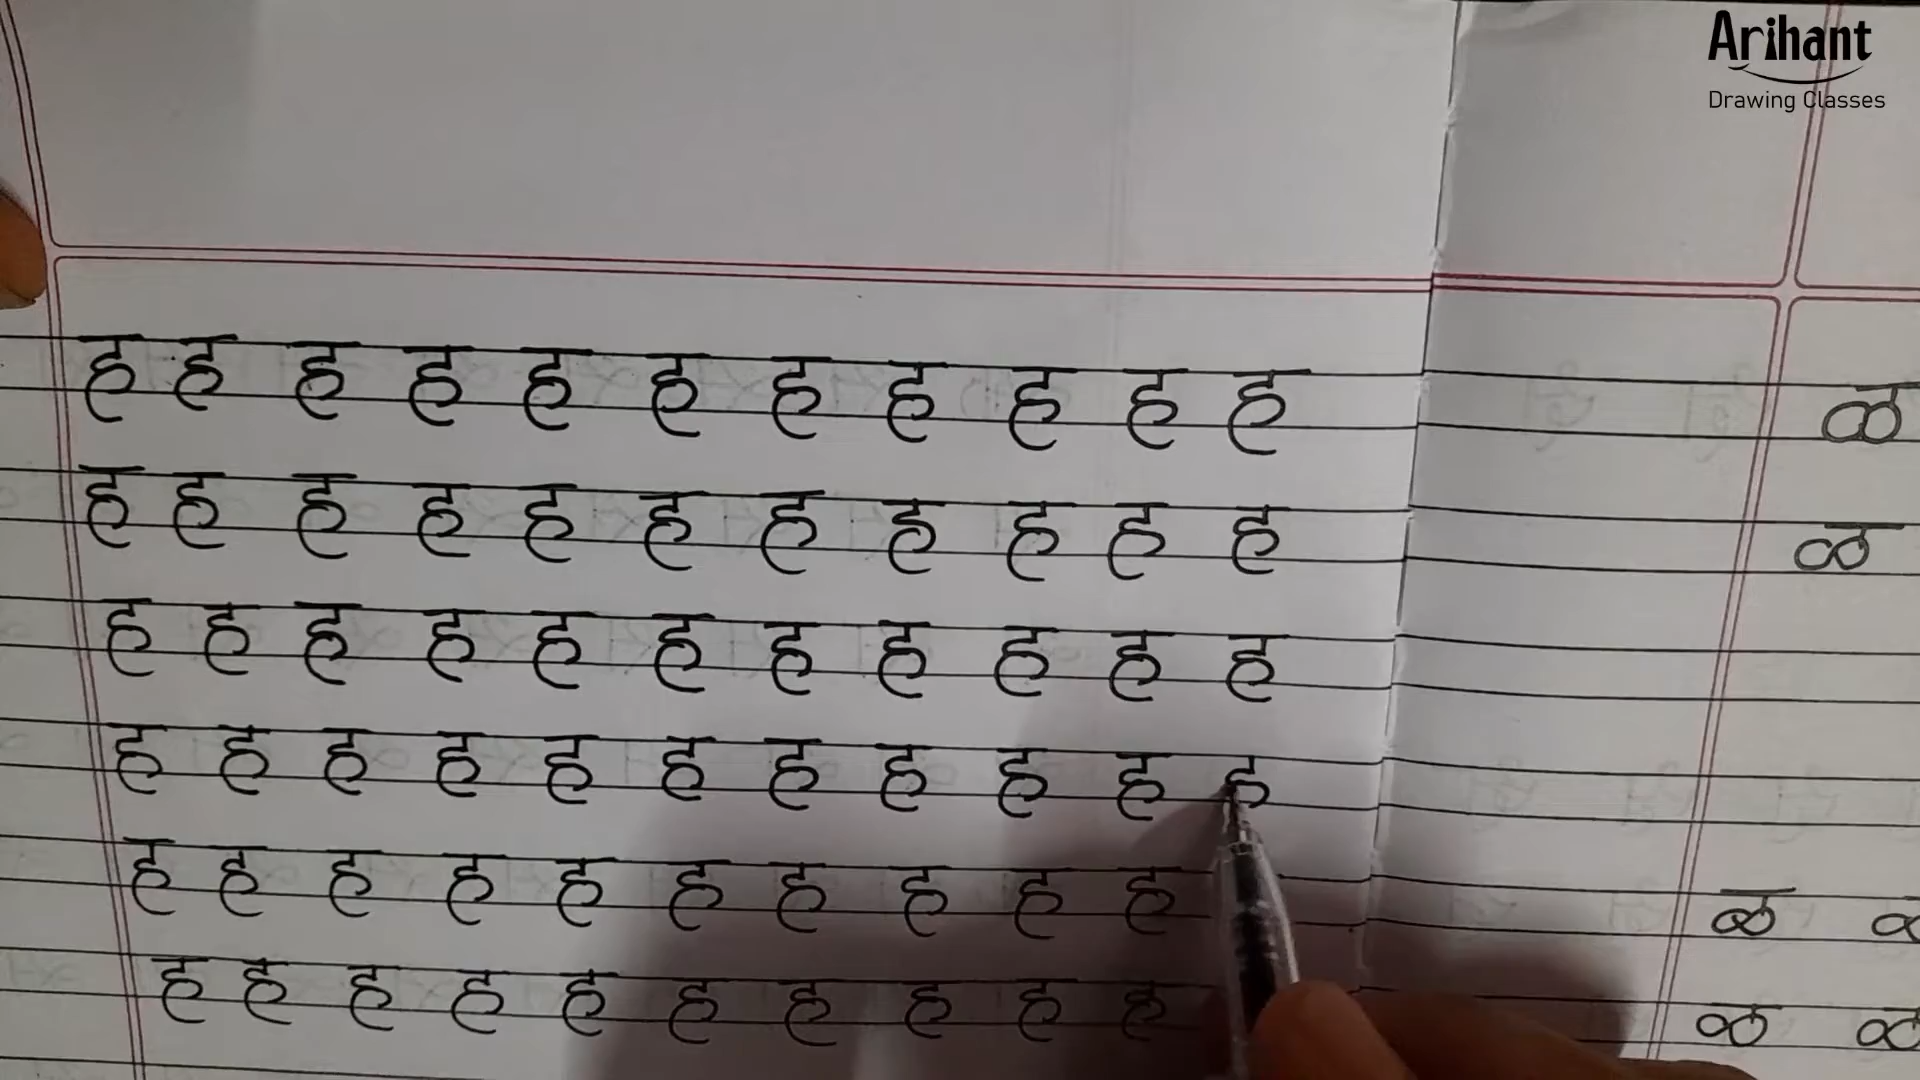 Arihant
Drawing Classes
ह ह ह ह ह ह ह ह ह ह ह ळ
ह ह ह ह ह ह ह ह ह ह ह ळ
ह ह ह ह ह ह ह ह ह ह ह
ह ह ह ह ह ह ह ह ह ह ह
ह ह ह ह ह ह ह ह ह ह ळ
ह ह ह ह ह ह ह ह ह ह ळ